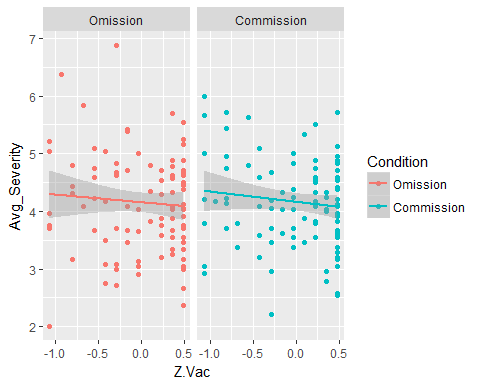 Omission Commission
7
6
5
4
3
2
Avg_Severity
-1.0 -0.5 0.0 0.5 -1.0 -0.5 0.0 0.5
Z.Vac
Condition
Omission
Commission